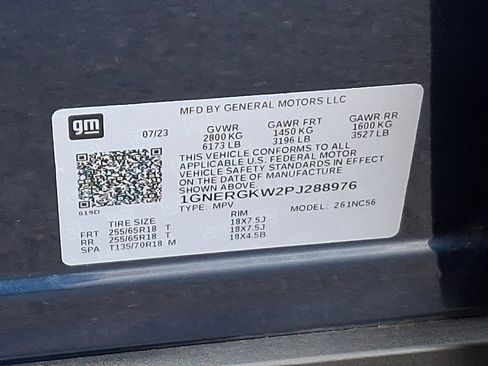 MFD BY GENERAL MOTORS LLC
gm
07/23 GVWR GAWR FRT GAWR RR
2800 KG 1450 KG 1600 KG
6173 LB 3196 LB 3527 LB
THIS VEHICLE CONFORMS TO ALL
APPLICABLE U.S. FEDERAL MOTOR
VEHICLE SAFETY STANDARDS IN EFFECT
ON THE DATE OF MANUFACTURE
SHOWN ABOVE.
1GNERGKW2PJ288976
619D
TYPE: MPV MODEL: 261NC56
TIRE SIZE RIM
FRT 255/65R18 T 18X7.5J
RR 255/65R18 T 18X7.5J
SPA T135/70R18 M 18X4.5B